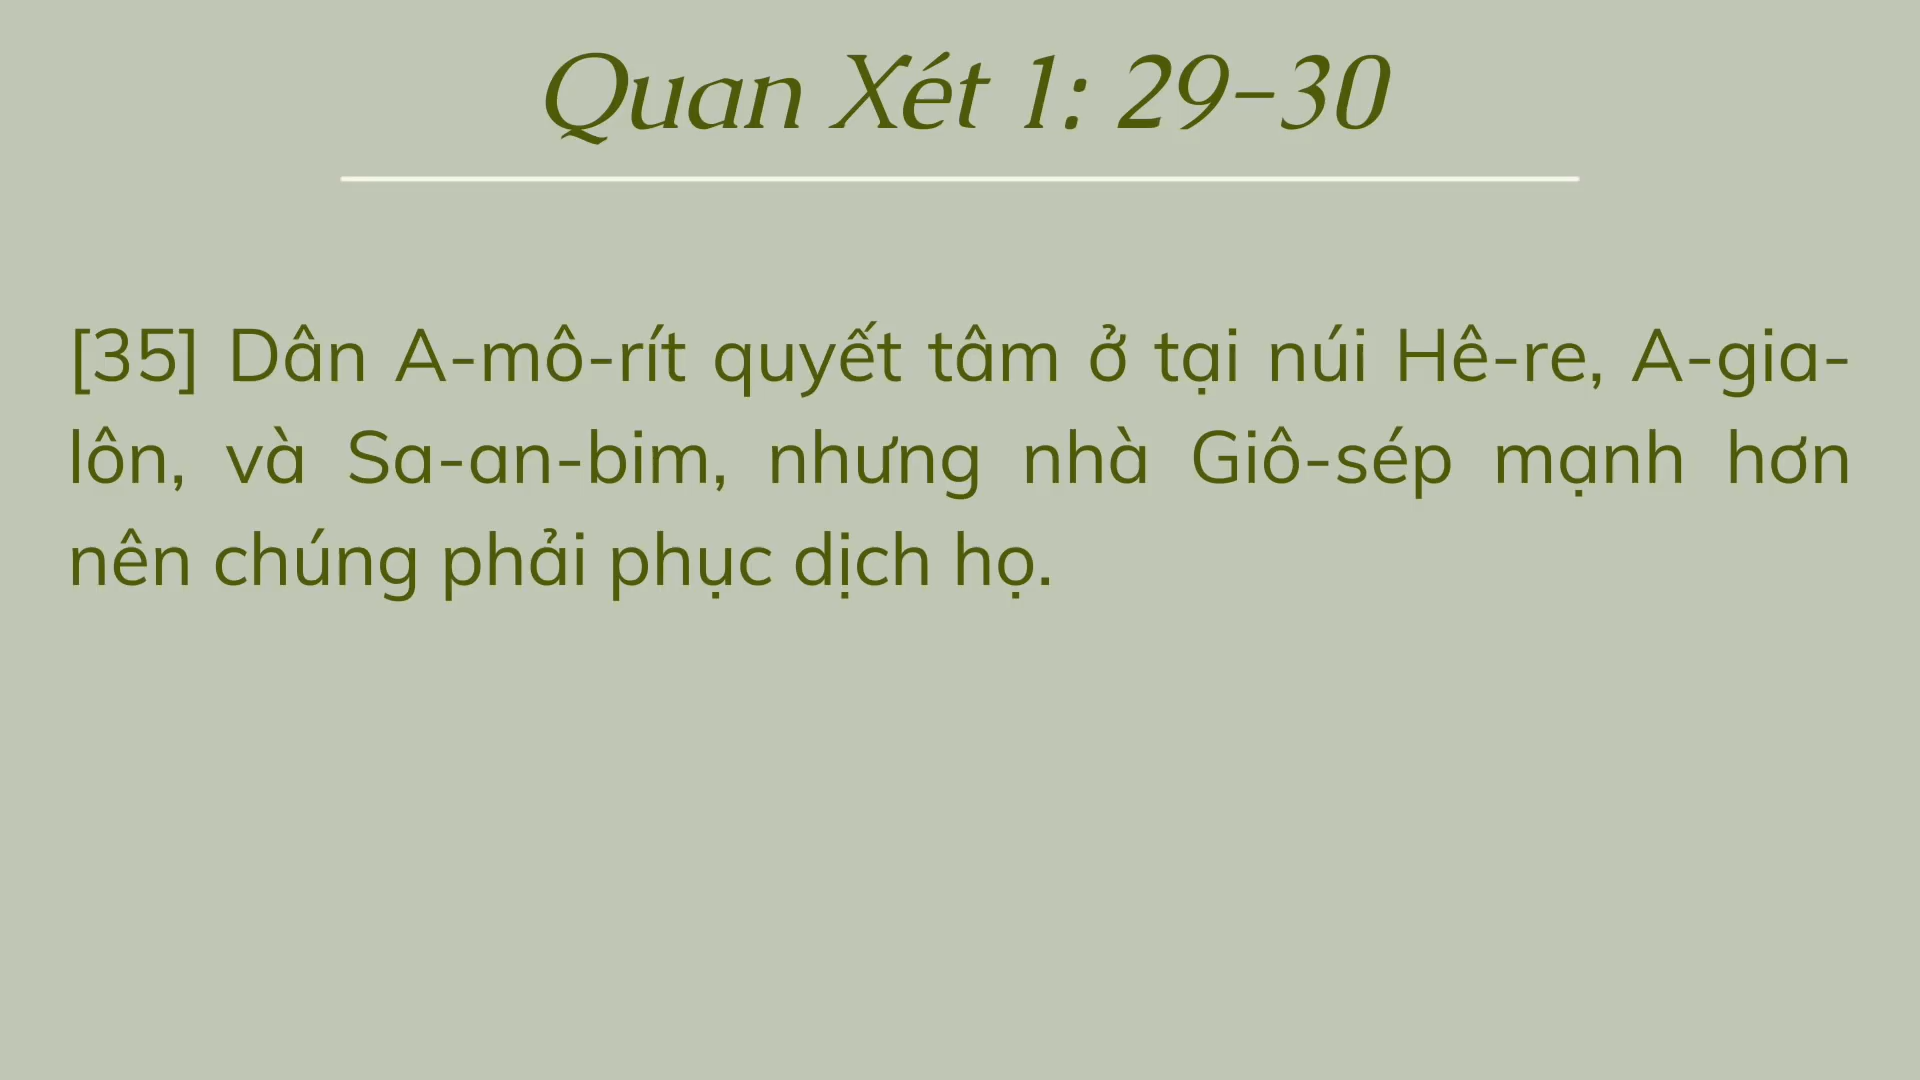 Quan Xét 1: 29-30
[35] Dân A-mô-rít quyết tâm ở tại núi Hê-re, A-gia-
lôn, và Sa-an-bim, nhưng nhà Giô-sép mạnh hơn
nên chúng phải phục dịch họ.